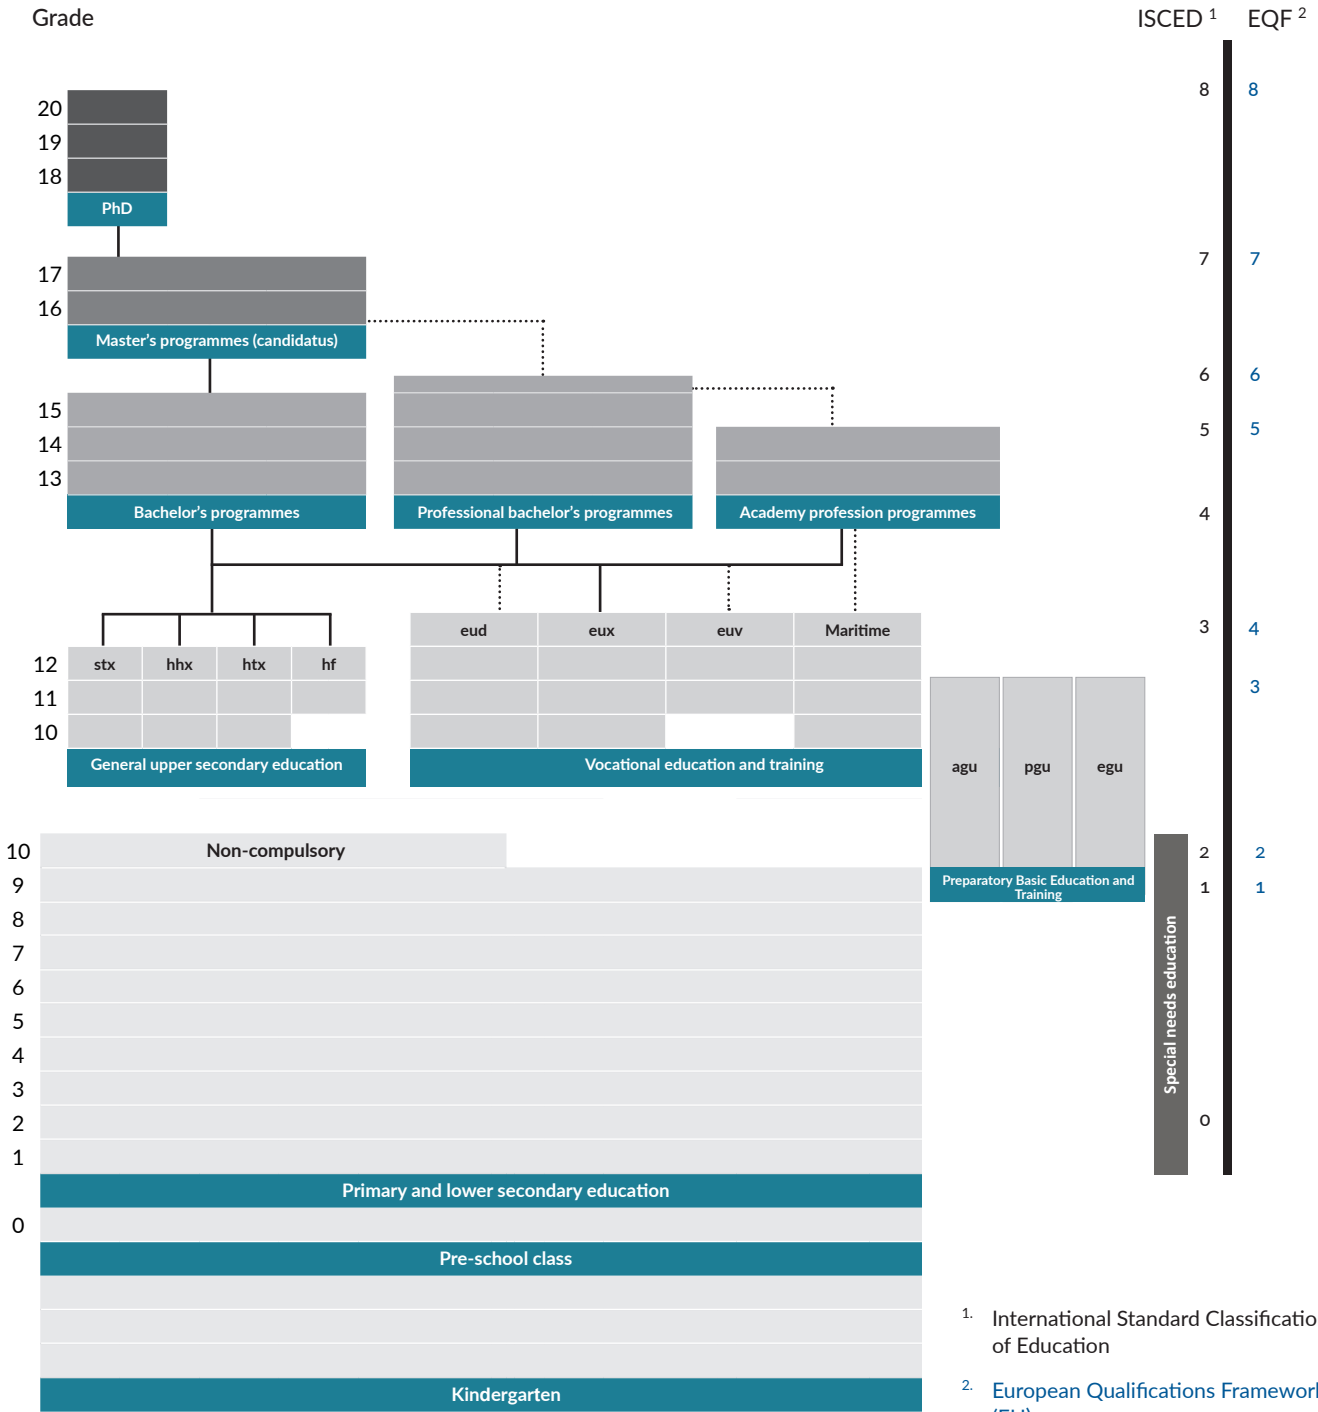 Grade
ISCED 1 EQF 2
8 8
20
19
18
PhD
7 7
17
16
Master's programmes (candidatus)
6 6
15
5 5
14
13
Bachelor's programmes Professional bachelor's programmes Academy profession programmes
4
eud eux euv Maritime
3 4
12 stx hhx htx hf
3
11
10
General upper secondary education Vocational education and training
agu pgu egu
10 Non-compulsory
2 2
9
Preparatory Basic Education and
Training
1 1
8
7
6
5
4
3
2
1
Special needs education
0
Primary and lower secondary education
0
Pre-school class
Kindergarten
1. International Standard Classificatio
of Education
2. European Qualifications Framework